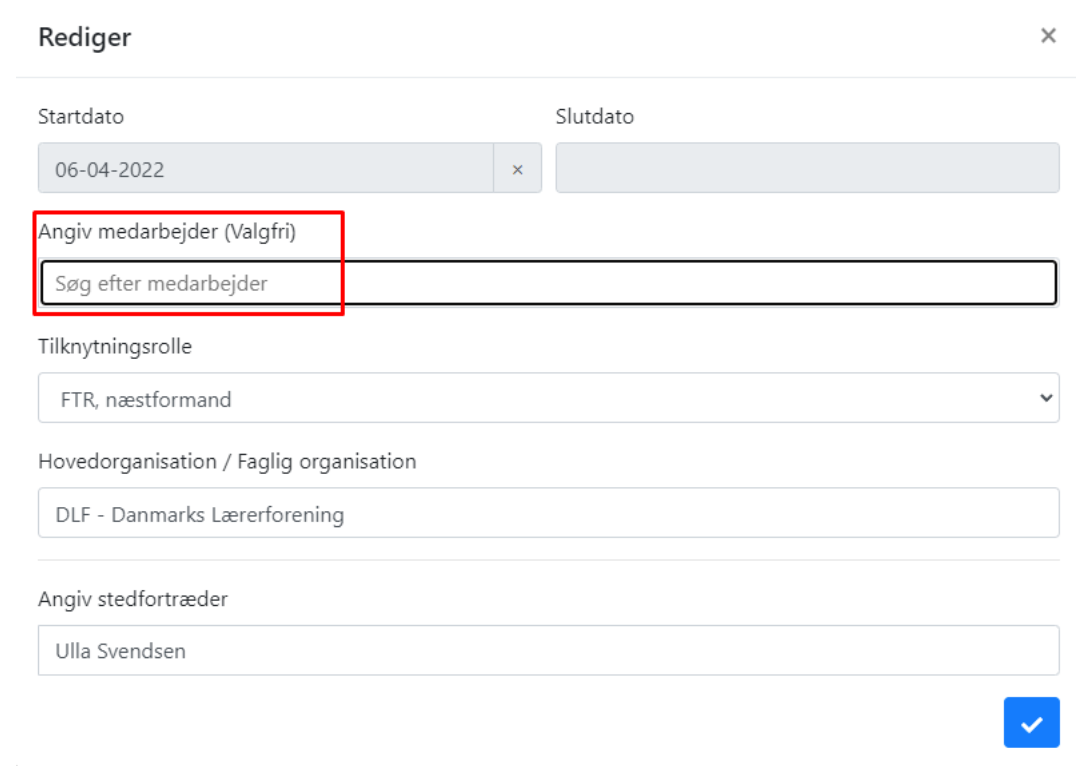 Rediger
×
Startdato
Slutdato
06-04-2022
×
Angiv medarbejder (Valgfri)
Søg efter medarbejder
Tilknytningsrolle
FTR, næstformand
Hovedorganisation / Faglig organisation
DLF - Danmarks Lærerforening
Angiv stedfortræder
Ulla Svendsen